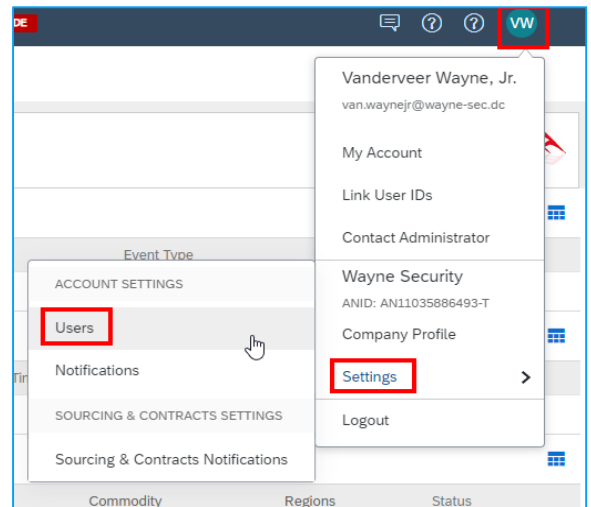 DE
VW
Vanderveer Wayne, Jr.
van.waynejr@wayne-sec.dc
My Account
Link User IDs
Contact Administrator
Event Type
Wayne Security
ANID: AN11035886493-T
Company Profile
Settings
Logout
ACCOUNT SETTINGS
Users
Notifications
Tin
SOURCING & CONTRACTS SETTINGS
Sourcing & Contracts Notifications
Commodity Regions Status